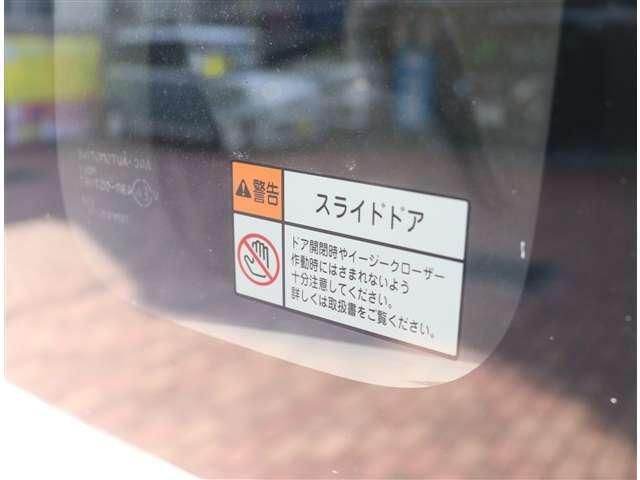 警告
スライドドア
ドア開閉時やイージークローザー
作動時にはさまれないよう
十分注意してください。
詳しくは取扱書をご覧ください。